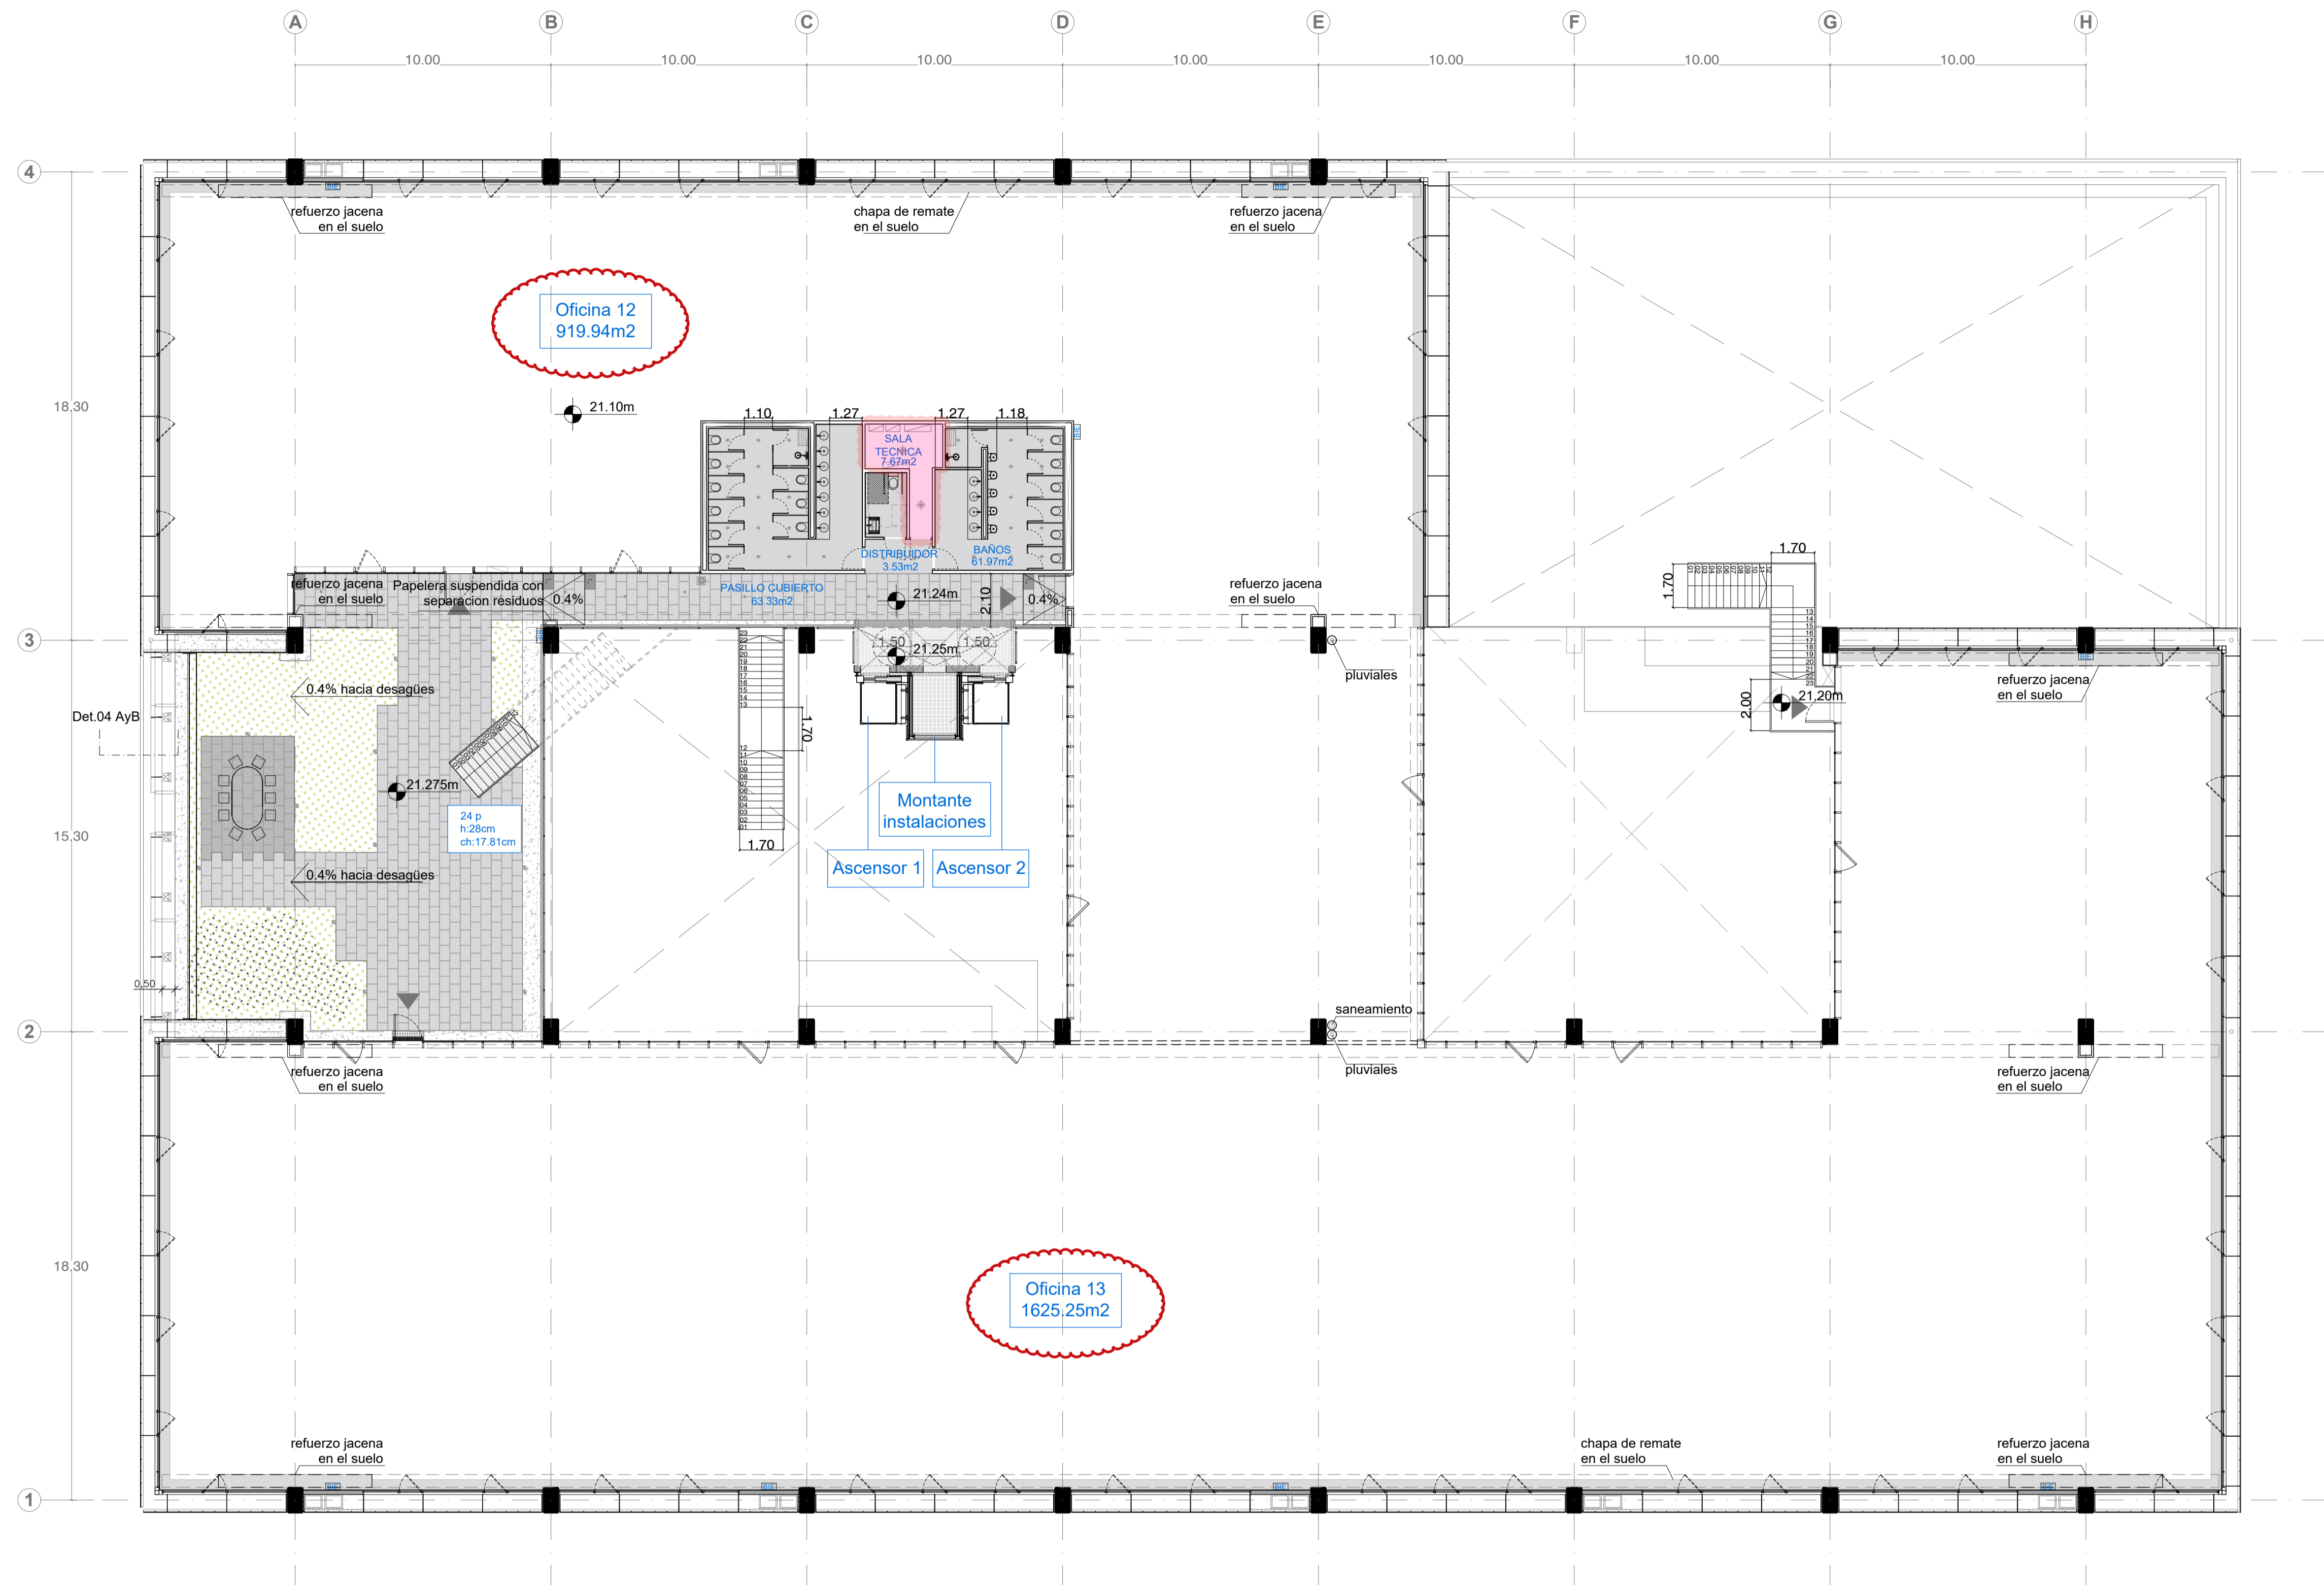 A B C D E F G H
10.00 10.00 10.00 10.00 10.00 10.00 10.00
4
refuerzo jacena
en el suelo
chapa de remate
en el suelo
refuerzo jacena
en el suelo
Oficina 12
919.94m2
18.30
21.10m
1.10 1.27 1.27 1.18
SALA
TECNICA
7.67m2
BIE
DISTRIBUIDOR
3.53m2
BAÑOS
61.97m2
1.70
1.70
refuerzo jacena
en el suelo
Papelera suspendida con
separacion residuos
0.4%
PASILLO CUBIERTO
63.33m2
21.24m
2.10
0.4%
refuerzo jacena
en el suelo
3
1.50 1.50
21.25m
pluviales
refuerzo jacena
en el suelo
0.4% hacia desagües
Det.04 AyB
2.00
21.20m
1.70
21.275m
24 p
h:28cm
ch:17.81cm
Montante
instalaciones
15.30
1.70
Ascensor 1
Ascensor 2
0.4% hacia desagües
0,50
saneamiento
2
pluviales
refuerzo jacena
en el suelo
refuerzo jacena
en el suelo
18.30
Oficina 13
1625.25m2
refuerzo jacena
en el suelo
chapa de remate
en el suelo
refuerzo jacena
en el suelo
BIE BIE BIE BIE
1